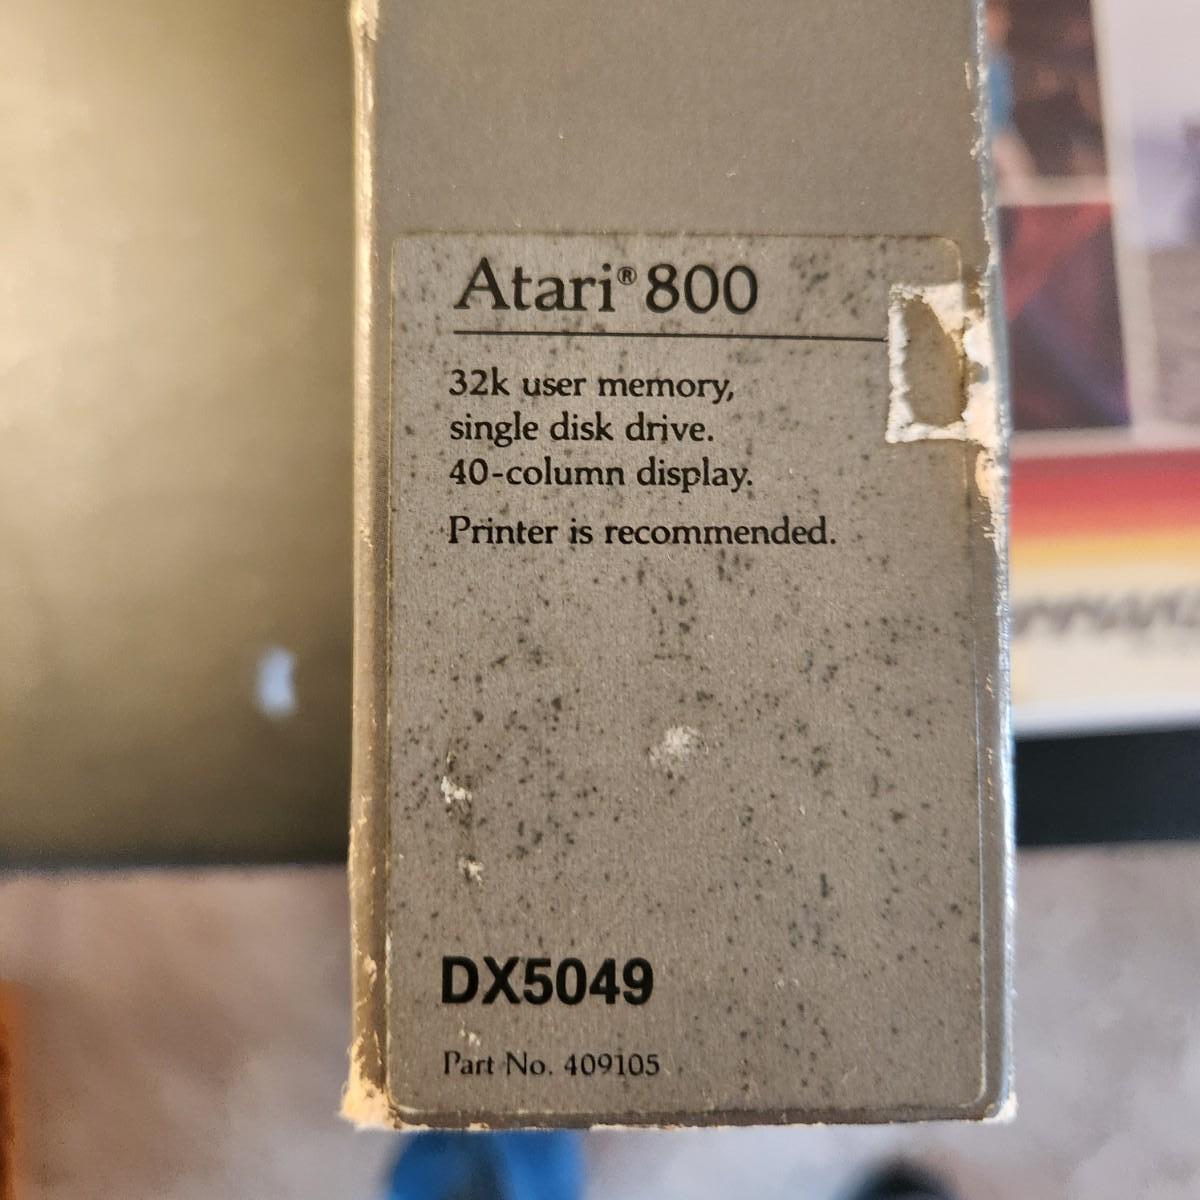 Atari® 800
32k user memory,
single disk drive.
40-column display.
Printer is recommended.
DX5049
Part No. 409105